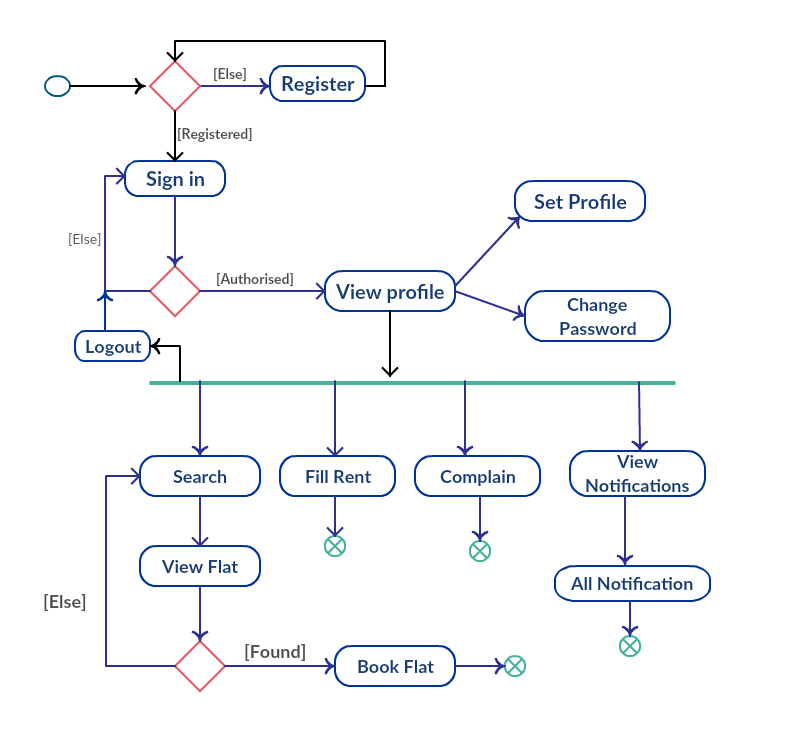 [Else]
Register
[Registered]
Sign in
Set Profile
[Else]
[Authorised]
View profile
Change
Password
Logout
Search
Fill Rent
Complain
View
Notifications
View Flat
All Notification
[Else]
[Found]
Book Flat